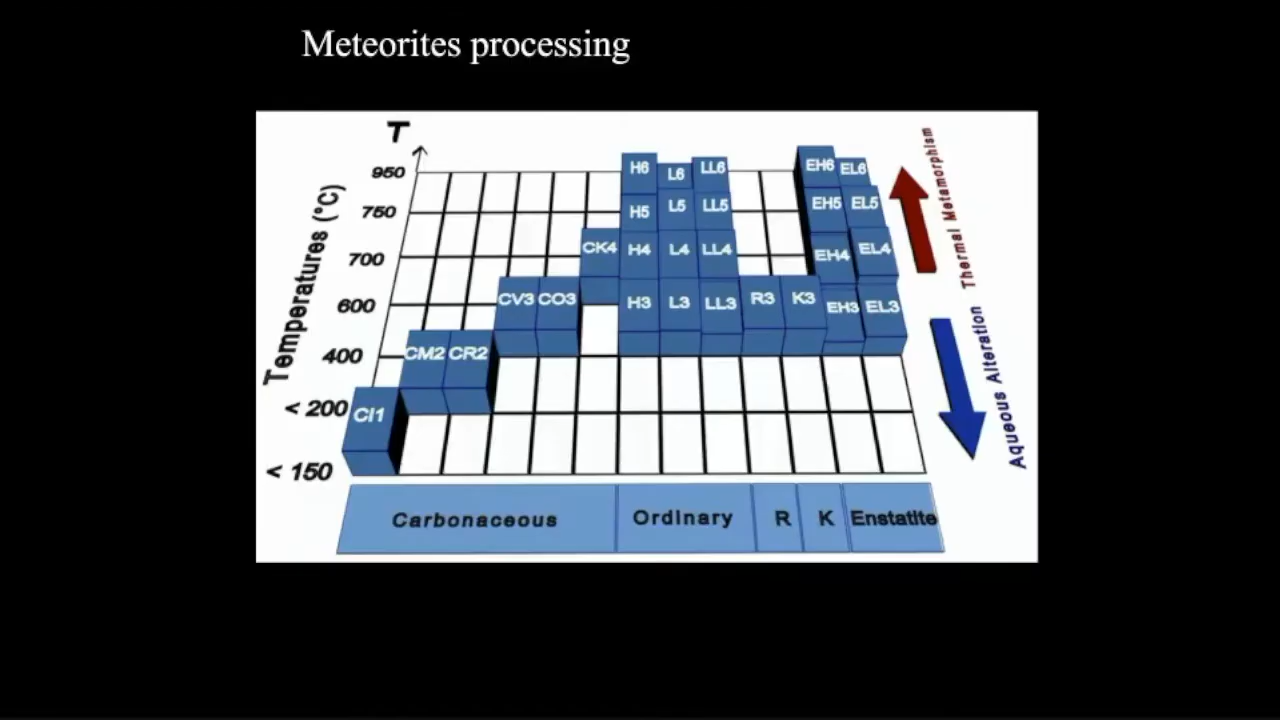 Meteorites processing
T
Temperatures (°C)
950
750
700
600
400
< 200
< 150
H6 L6 LL6 EH6 EL6
H5 L5 LL5 EH5 EL5
CK4 H4 L4 LL4 EH4 EL4
CV3 CO3 H3 L3 LL3 R3 K3 EH3 EL3
CM2 CR2
CI1
Thermal Metamorphism
Aqueous Alteration
Carbonaceous Ordinary R K Enstatite